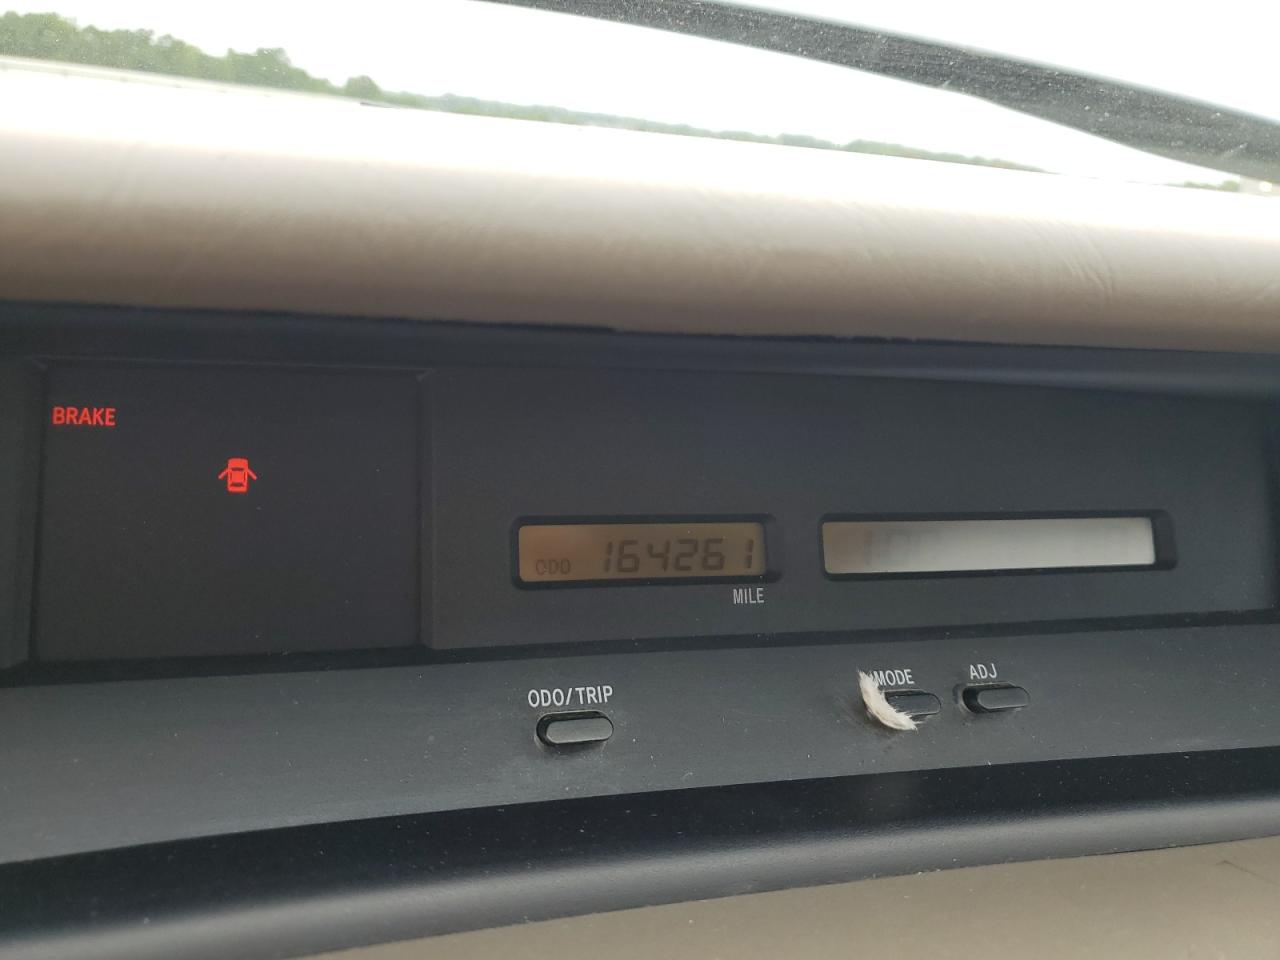 BRAKE
ODO 164261
MILE
ODO/TRIP
MODE
ADJ